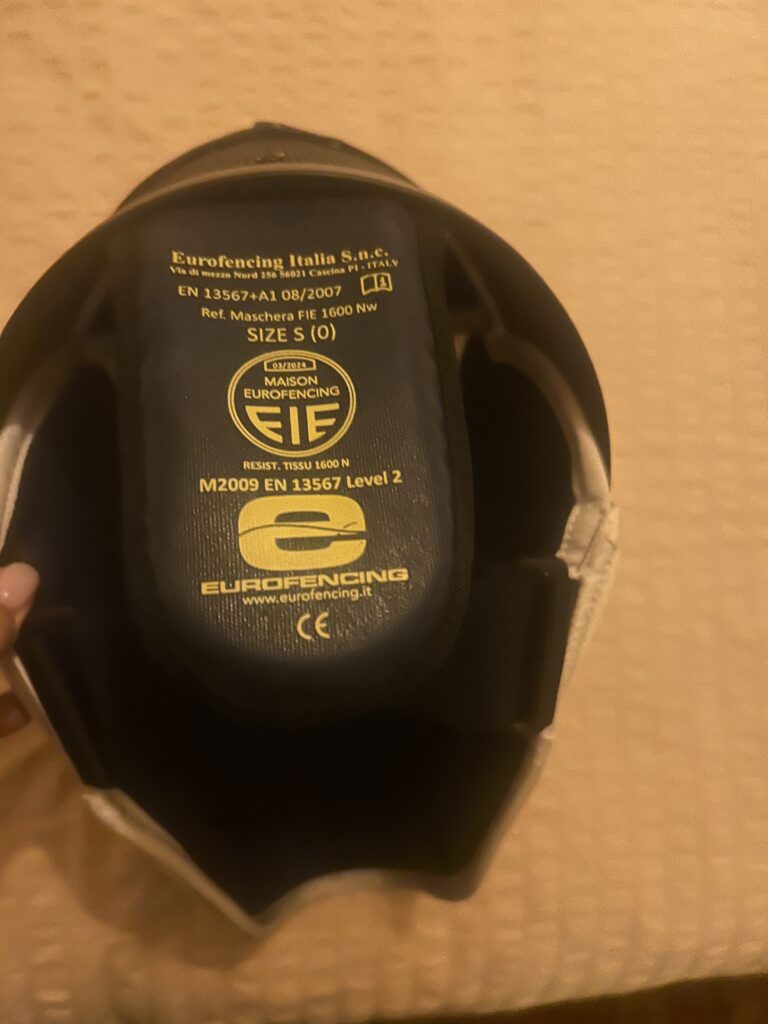 Eurofencing Italia S.n.c.
Via di mezzo Nord 256 56021 Cascina PI - ITALY
EN 13567+A1 08/2007
Ref. Maschera FIE 1600 Nw
SIZE S (0)
03/2024
MAISON
EUROFENCING
FIE
RESIST. TISSU 1600 N
M2009 EN 13567 Level 2
e
EUROFENCING
www.eurofencing.it
CE